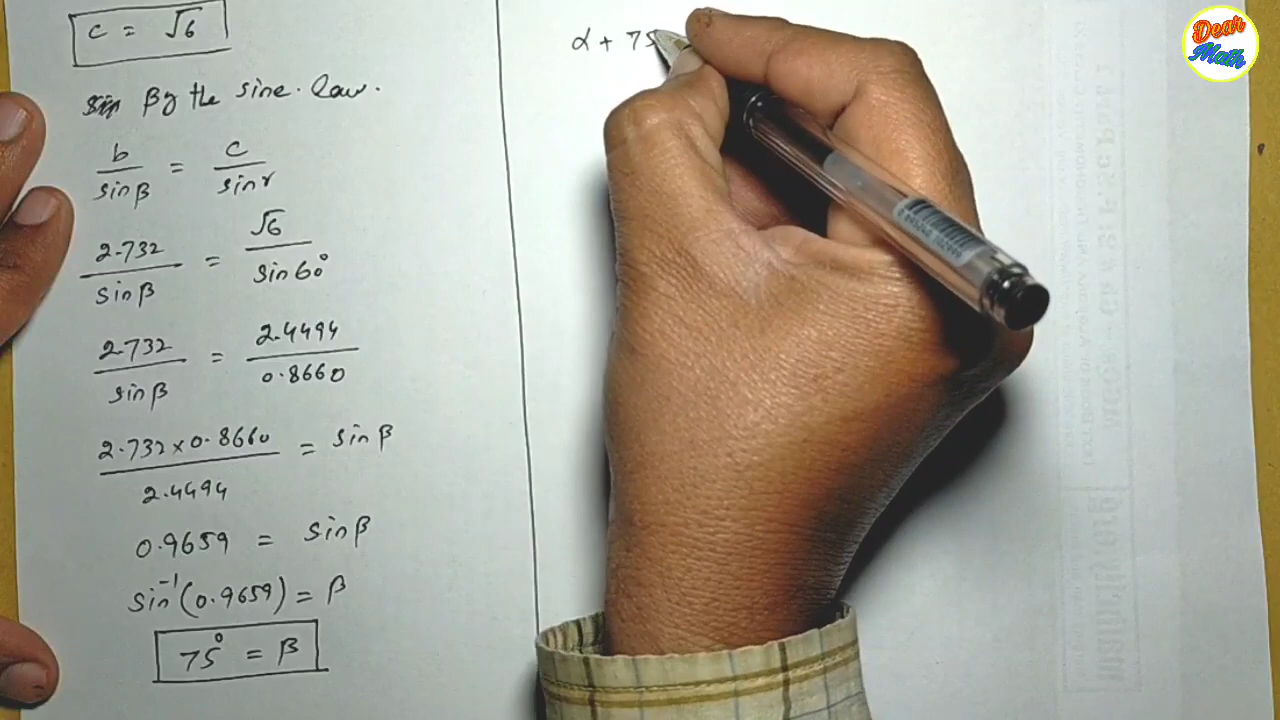 c = √6
By the sine law.
b / sinβ = c / sinγ
2.732 / sinβ = √6 / sin60°
2.732 / sinβ = 2.4494 / 0.8660
2.732 × 0.8660 / 2.4494 = sinβ
0.9659 = sinβ
sin⁻¹(0.9659) = β
75° = β
α + 75
Dear
Math